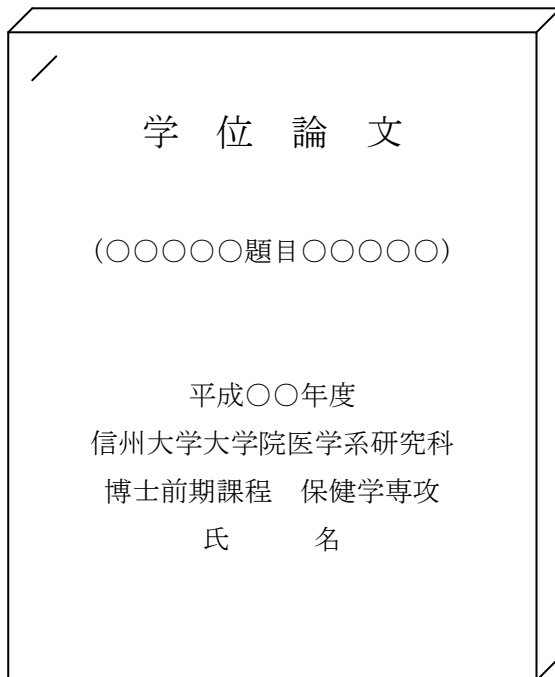 学　位　論　文
（○○○○○題目○○○○○）
平成○○年度
信州大学大学院医学系研究科
博士前期課程　保健学専攻
氏　　　名